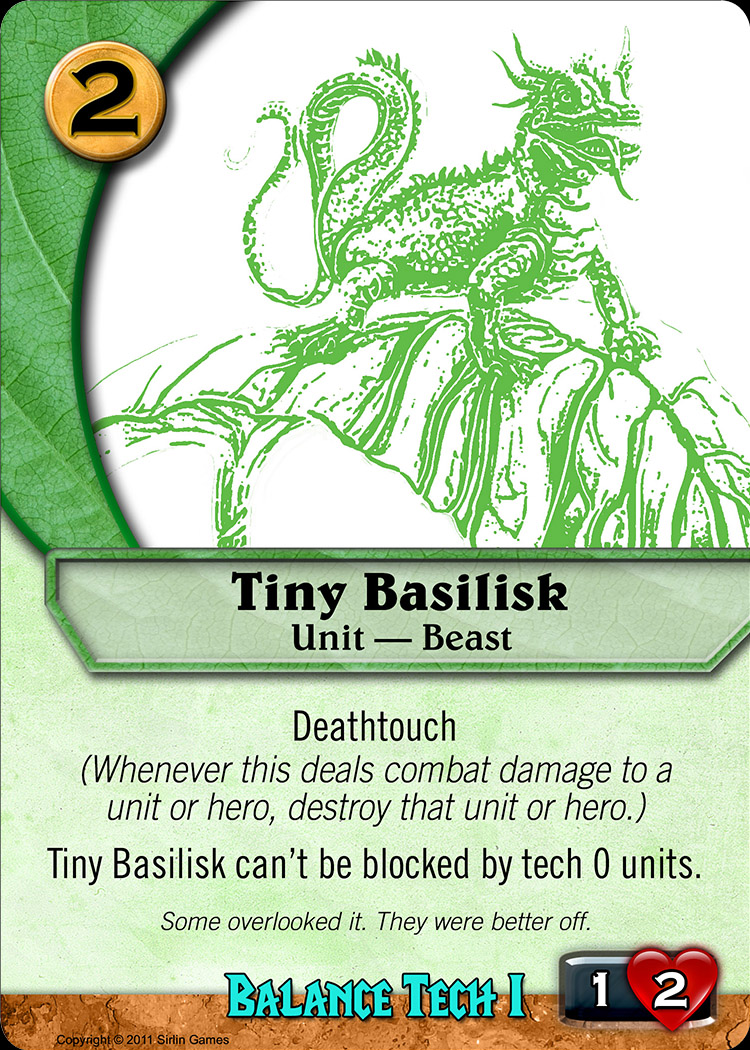 2
Tiny Basilisk
Unit — Beast
Deathtouch
(Whenever this deals combat damage to a
unit or hero, destroy that unit or hero.)
Tiny Basilisk can't be blocked by tech 0 units.
Some overlooked it. They were better off.
Balance Tech I
1 2
Copyright © 2011 Sirlin Games